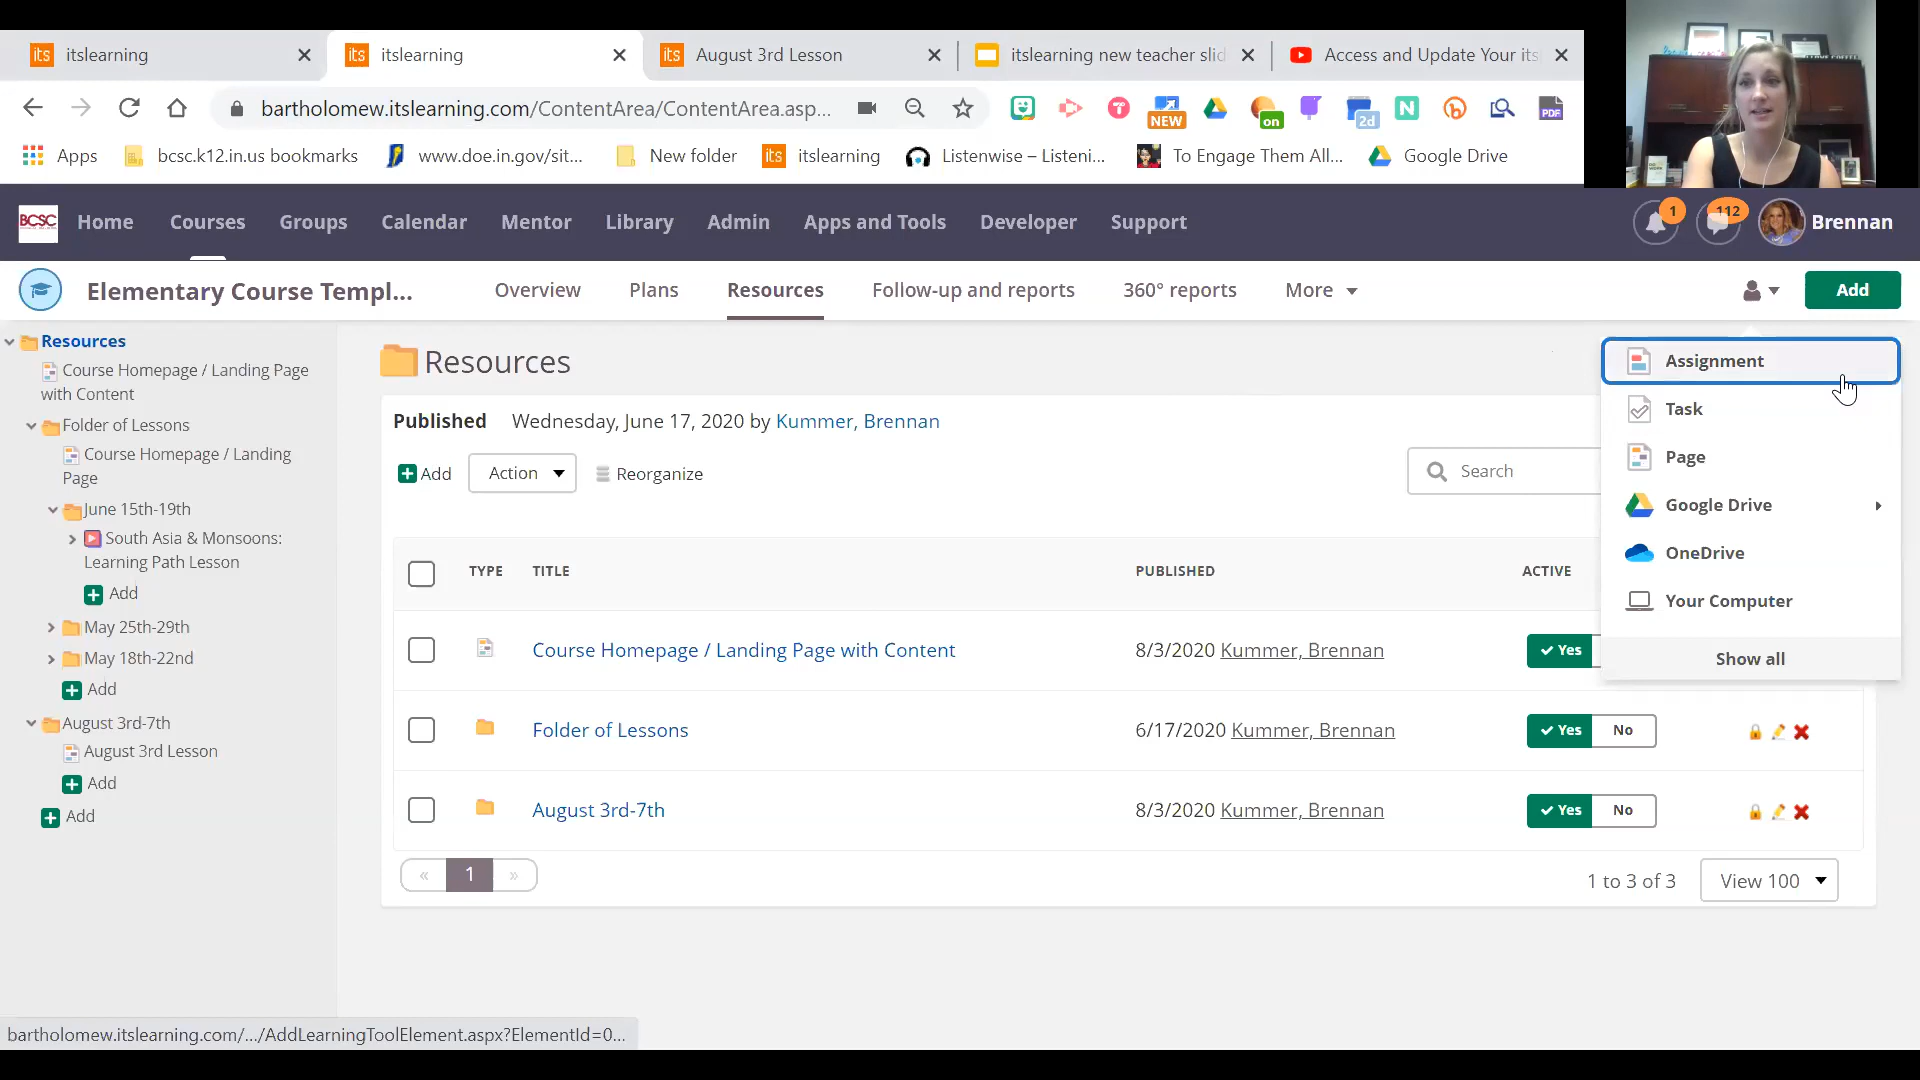 its itslearning
its itslearning
its August 3rd Lesson
itslearning new teacher slid
Access and Update Your its
bartholomew.itslearning.com/ContentArea/ContentArea.asp...
NEW
on
2d
N
PDF
Apps
bcsc.k12.in.us bookmarks
www.doe.in.gov/sit...
New folder
its itslearning
Listenwise – Listeni...
To Engage Them All...
Google Drive
BCSC
Home
Courses
Groups
Calendar
Mentor
Library
Admin
Apps and Tools
Developer
Support
1
112
Brennan
Elementary Course Templ...
Overview
Plans
Resources
Follow-up and reports
360° reports
More
Add
Resources
Course Homepage / Landing Page
with Content
Folder of Lessons
Course Homepage / Landing
Page
June 15th-19th
South Asia & Monsoons:
Learning Path Lesson
Add
May 25th-29th
May 18th-22nd
Add
August 3rd-7th
August 3rd Lesson
Add
Add
Resources
Published Wednesday, June 17, 2020 by Kummer, Brennan
Add
Action
Reorganize
Search
TYPE TITLE PUBLISHED ACTIVE
Course Homepage / Landing Page with Content 8/3/2020 Kummer, Brennan Yes
Folder of Lessons 6/17/2020 Kummer, Brennan Yes No
August 3rd-7th 8/3/2020 Kummer, Brennan Yes No
« 1 »
1 to 3 of 3
View 100
Assignment
Task
Page
Google Drive
OneDrive
Your Computer
Show all
bartholomew.itslearning.com/.../AddLearningToolElement.aspx?ElementId=0...